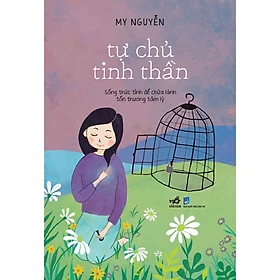 MY NGUYỄN
tự chủ
tinh thần
Sống thức tỉnh để chữa lành
tổn thương tâm lý